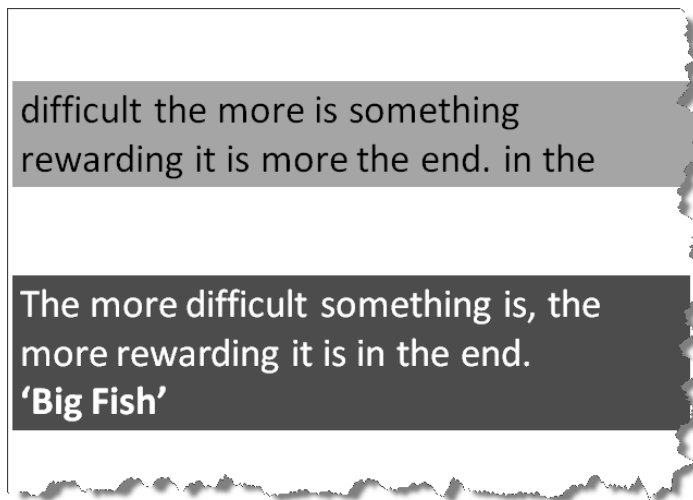 difficult the more is something
rewarding it is more the end. in the
The more difficult something is, the
more rewarding it is in the end.
‘Big Fish’